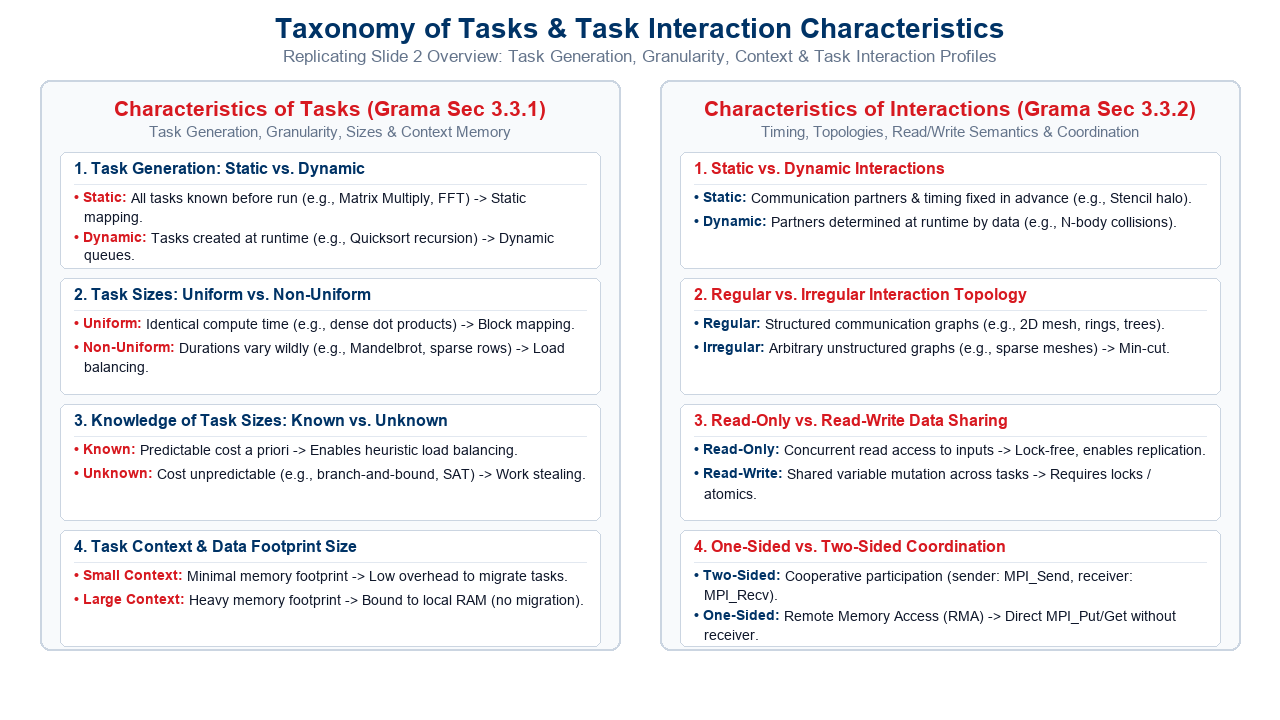 Taxonomy of Tasks & Task Interaction Characteristics
Replicating Slide 2 Overview: Task Generation, Granularity, Context & Task Interaction Profiles
Characteristics of Tasks (Grama Sec 3.3.1)
Task Generation, Granularity, Sizes & Context Memory
1. Task Generation: Static vs. Dynamic
• Static: All tasks known before run (e.g., Matrix Multiply, FFT) -> Static
mapping.
• Dynamic: Tasks created at runtime (e.g., Quicksort recursion) -> Dynamic
queues.
2. Task Sizes: Uniform vs. Non-Uniform
• Uniform: Identical compute time (e.g., dense dot products) -> Block mapping.
• Non-Uniform: Durations vary wildly (e.g., Mandelbrot, sparse rows) -> Load
balancing.
3. Knowledge of Task Sizes: Known vs. Unknown
• Known: Predictable cost a priori -> Enables heuristic load balancing.
• Unknown: Cost unpredictable (e.g., branch-and-bound, SAT) -> Work stealing.
4. Task Context & Data Footprint Size
• Small Context: Minimal memory footprint -> Low overhead to migrate tasks.
• Large Context: Heavy memory footprint -> Bound to local RAM (no migration).
Characteristics of Interactions (Grama Sec 3.3.2)
Timing, Topologies, Read/Write Semantics & Coordination
1. Static vs. Dynamic Interactions
• Static: Communication partners & timing fixed in advance (e.g., Stencil halo).
• Dynamic: Partners determined at runtime by data (e.g., N-body collisions).
2. Regular vs. Irregular Interaction Topology
• Regular: Structured communication graphs (e.g., 2D mesh, rings, trees).
• Irregular: Arbitrary unstructured graphs (e.g., sparse meshes) -> Min-cut.
3. Read-Only vs. Read-Write Data Sharing
• Read-Only: Concurrent read access to inputs -> Lock-free, enables replication.
• Read-Write: Shared variable mutation across tasks -> Requires locks /
atomics.
4. One-Sided vs. Two-Sided Coordination
• Two-Sided: Cooperative participation (sender: MPI_Send, receiver:
MPI_Recv).
• One-Sided: Remote Memory Access (RMA) -> Direct MPI_Put/Get without
receiver.